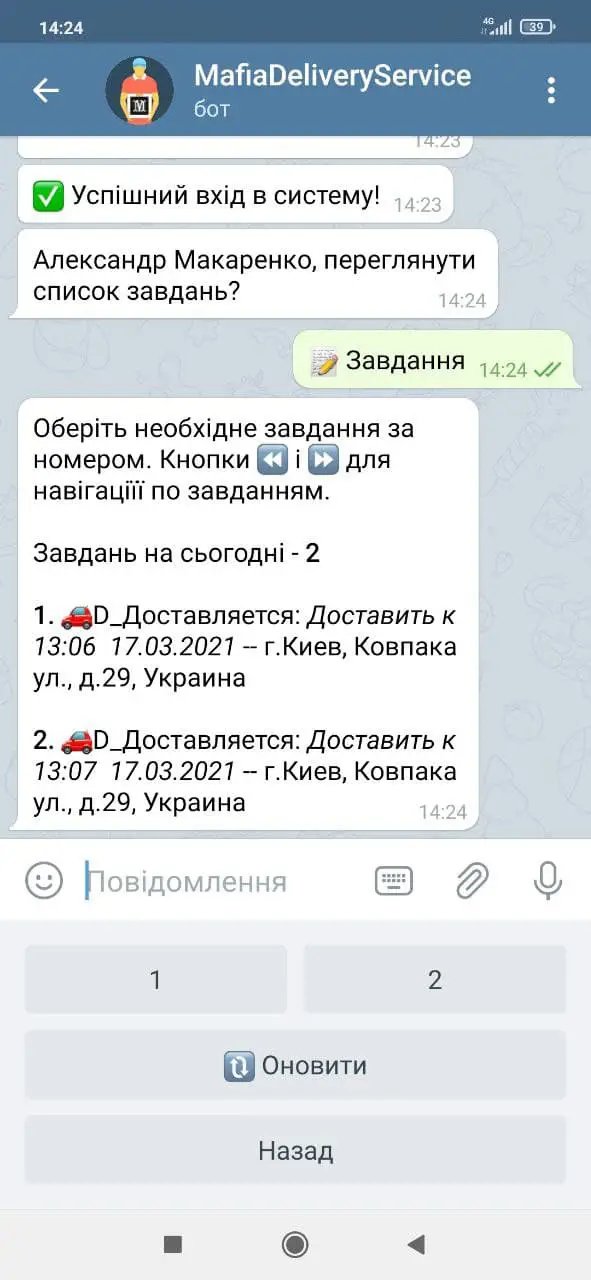 14:24
4G
39
MafiaDeliveryService
бот
M
14:23
✅ Успішний вхід в систему! 14:23
Александр Макаренко, переглянути
список завдань?
14:24
📝 Завдання 14:24
Оберіть необхідне завдання за
номером. Кнопки ⏪ і ⏩ для
навігаціїї по завданням.
Завдань на сьогодні - 2
1. 🚗D_Доставляется: Доставить к
13:06 17.03.2021 -- г.Киев, Ковпака
ул., д.29, Украина
2. 🚗D_Доставляется: Доставить к
13:07 17.03.2021 -- г.Киев, Ковпака
ул., д.29, Украина
14:24
Повідомлення
1
2
🔃 Оновити
Назад